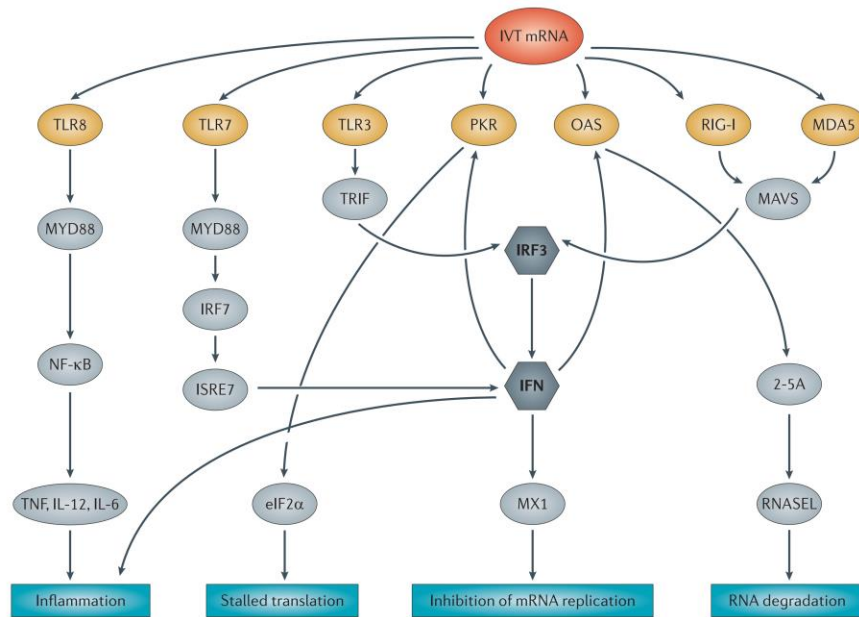 IVT mRNA
TLR8
TLR7
TLR3
PKR
OAS
RIG-I
MDA5
TRIF
MAVS
MYD88
MYD88
IRF3
IRF7
NF-κB
ISRE7
IFN
2-5A
TNF, IL-12, IL-6
eIF2α
MX1
RNASEL
Inflammation
Stalled translation
Inhibition of mRNA replication
RNA degradation